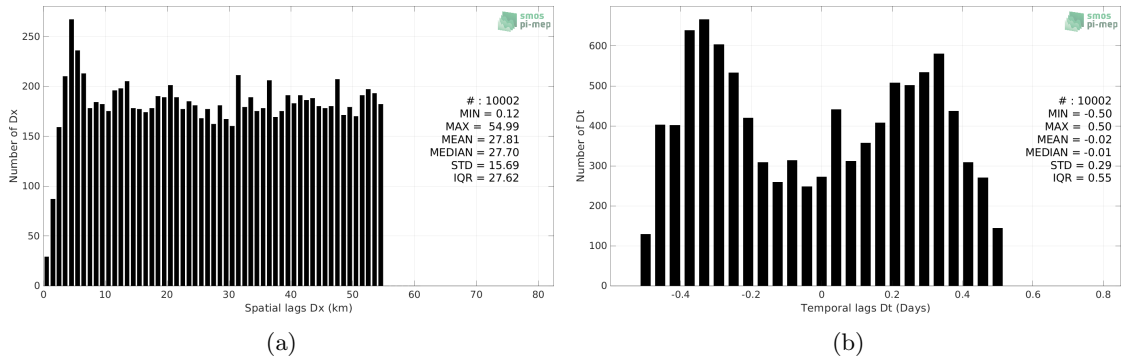 smos
pi-mep
250
200
150
100
50
0
Number of Dx
# : 10002
MIN = 0.12
MAX = 54.99
MEAN = 27.81
MEDIAN = 27.70
STD = 15.69
IQR = 27.62
0 10 20 30 40 50 60 70 80
Spatial lags Dx (km)
(a)
smos
pi-mep
600
500
400
300
200
100
0
Number of Dt
# : 10002
MIN = -0.50
MAX = 0.50
MEAN = -0.02
MEDIAN = -0.01
STD = 0.29
IQR = 0.55
-0.4 -0.2 0 0.2 0.4 0.6 0.8
Temporal lags Dt (Days)
(b)